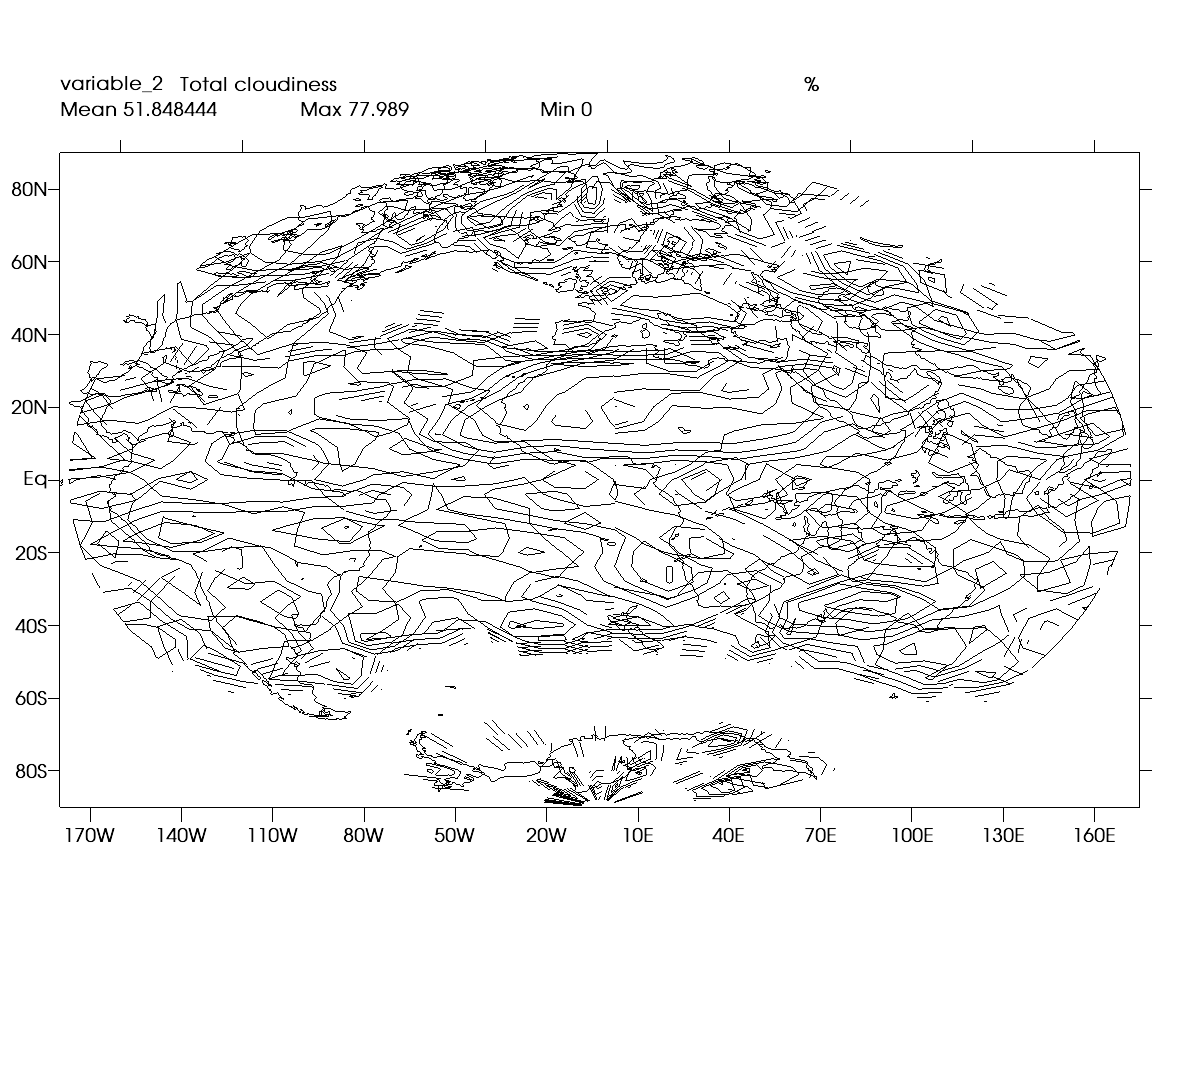 variable_2 Total cloudiness %
Mean 51.848444 Max 77.989 Min 0
80N
60N
40N
20N
Eq
20S
40S
60S
80S
170W 140W 110W 80W 50W 20W 10E 40E 70E 100E 130E 160E